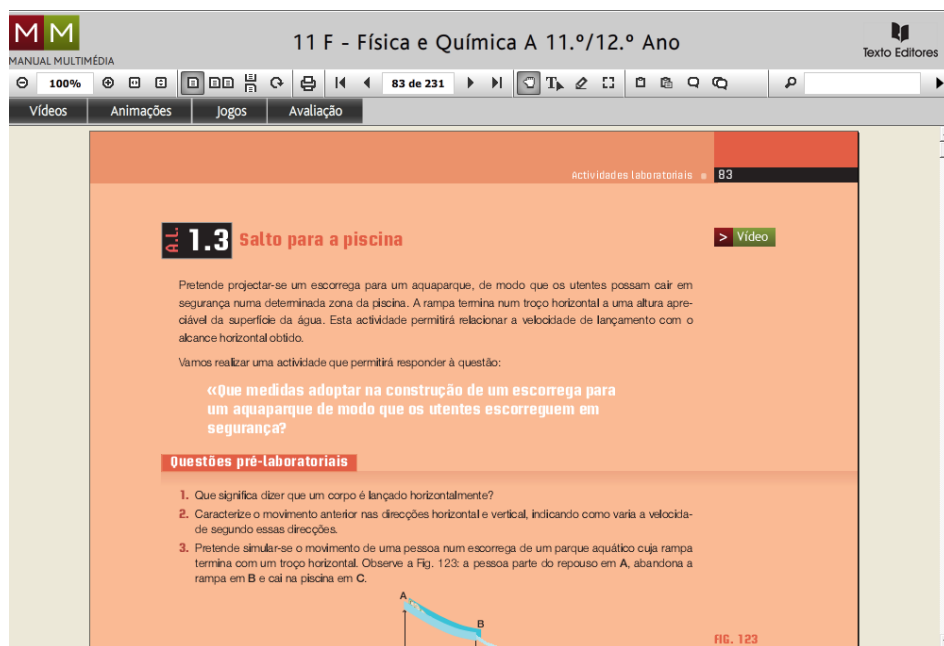 M M
MANUAL MULTIMÉDIA
11 F - Física e Química A 11.º/12.º Ano
Texto Editores
100%
83 de 231
T
Vídeos
Animações
Jogos
Avaliação
Actividades laboratoriais
83
A.L.
1.3 Salto para a piscina
> Vídeo
Pretende projectar-se um escorrega para um aquaparque, de modo que os utentes possam cair em
segurança numa determinada zona da piscina. A rampa termina num troço horizontal a uma altura apre-
ciável da superfície da água. Esta actividade permitirá relacionar a velocidade de lançamento com o
alcance horizontal obtido.
Vamos realizar uma actividade que permitirá responder à questão:
«Que medidas adoptar na construção de um escorrega para
um aquaparque de modo que os utentes escorreguem em
segurança?
Questões pré-laboratoriais
1. Que significa dizer que um corpo é lançado horizontalmente?
2. Caracterize o movimento anterior nas direcções horizontal e vertical, indicando como varia a velocida-
de segundo essas direcções.
3. Pretende simular-se o movimento de uma pessoa num escorrega de um parque aquático cuja rampa
termina com um troço horizontal. Observe a Fig. 123: a pessoa parte do repouso em A, abandona a
rampa em B e cai na piscina em C.
A
B
FIG. 123